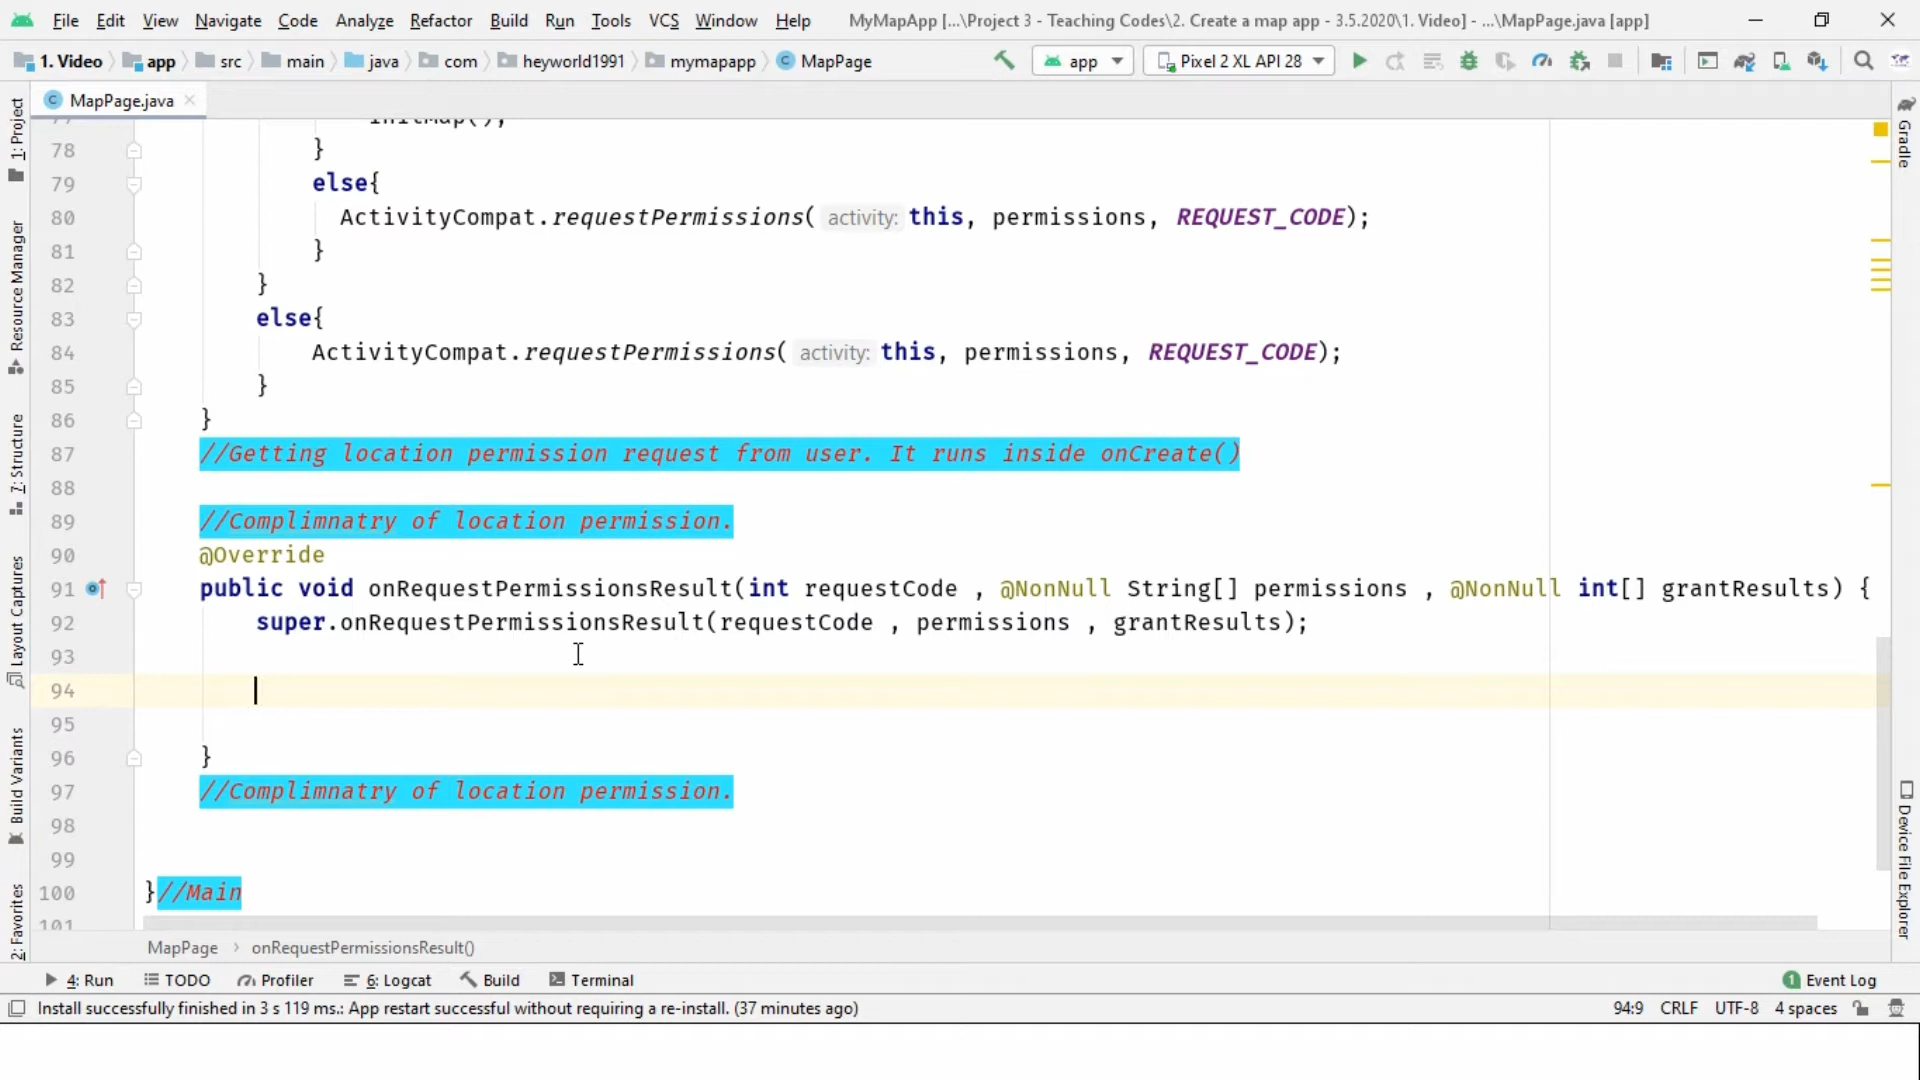 File Edit View Navigate Code Analyze Refactor Build Run Tools VCS Window Help MyMapApp [...\Project 3 - Teaching Codes\2. Create a map app - 3.5.2020\1. Video] - ...\MapPage.java [app]
1. Video app src main java com heyworld1991 mymapapp MapPage app Pixel 2 XL API 28
MapPage.java
1: Project
Resource Manager
7: Structure
Layout Captures
Build Variants
2: Favorites
Gradle
Device File Explorer
77 initMap();
78 }
79 else{
80 ActivityCompat.requestPermissions( activity: this, permissions, REQUEST_CODE);
81 }
82 }
83 else{
84 ActivityCompat.requestPermissions( activity: this, permissions, REQUEST_CODE);
85 }
86 }
87 //Getting location permission request from user. It runs inside onCreate()
88
89 //Complimnatry of location permission.
90 @Override
91 public void onRequestPermissionsResult(int requestCode , @NonNull String[] permissions , @NonNull int[] grantResults) {
92 super.onRequestPermissionsResult(requestCode , permissions , grantResults);
93
94
95
96 }
97 //Complimnatry of location permission.
98
99
100 }//Main
101
MapPage onRequestPermissionsResult()
4: Run TODO Profiler 6: Logcat Build Terminal 1 Event Log
Install successfully finished in 3 s 119 ms.: App restart successful without requiring a re-install. (37 minutes ago) 94:9 CRLF UTF-8 4 spaces